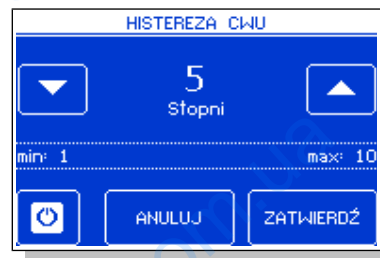 HISTEREZA CWU
5
Stopni
min: 1 max: 10
ANULUJ ZATWIERDŹ